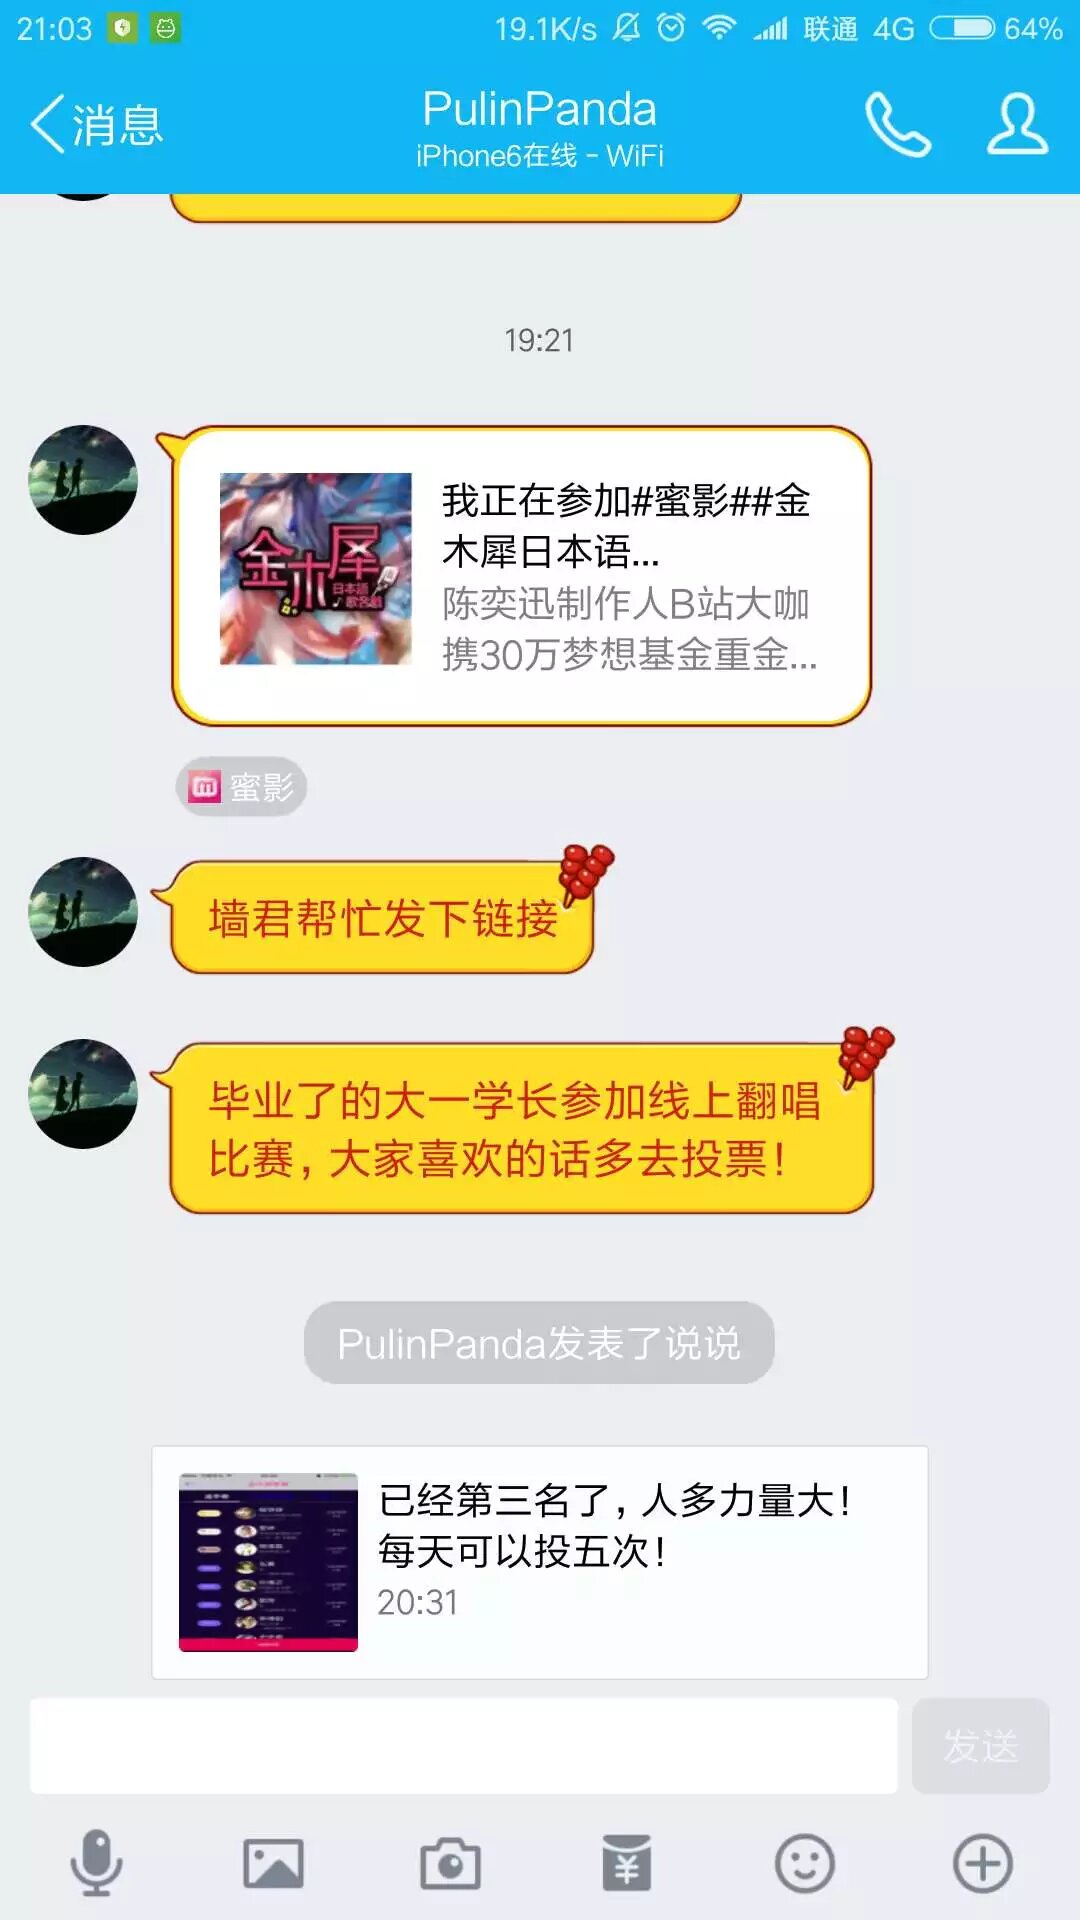 21:03
19.1K/s 联通 4G 64%
消息
PulinPanda
iPhone6在线 - WiFi
19:21
金木犀
日本語
歌合戦
我正在参加#蜜影##金
木犀日本语...
陈奕迅制作人B站大咖
携30万梦想基金重金...
蜜影
墙君帮忙发下链接
毕业了的大一学长参加线上翻唱
比赛，大家喜欢的话多去投票！
PulinPanda发表了说说
已经第三名了，人多力量大！
每天可以投五次！
20:31
发送